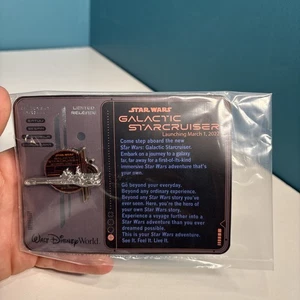 LIMITED
RELEASE
STAR WARS
GALACTIC
STARCRUISER
Launching March 1, 2022
Come step aboard the new
Star Wars: Galactic Starcruiser.
Embark on a journey to a galaxy
far, far away for a first-of-its-kind
immersive Star Wars adventure that's
your own.
Go beyond your everyday.
Beyond any ordinary experience.
Beyond any Star Wars story you've
ever seen. Here, you're the hero of
your own Star Wars story.
Experience a voyage further into a
Star Wars adventure than you ever
dreamed possible.
This is your Star Wars adventure.
See It. Feel It. Live It.
Walt Disney World